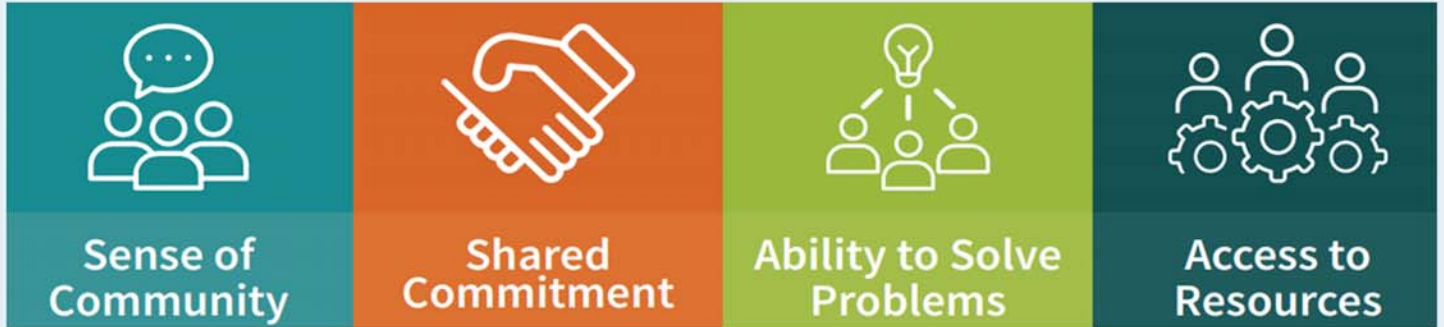 Sense of
Community
Shared
Commitment
Ability to Solve
Problems
Access to
Resources